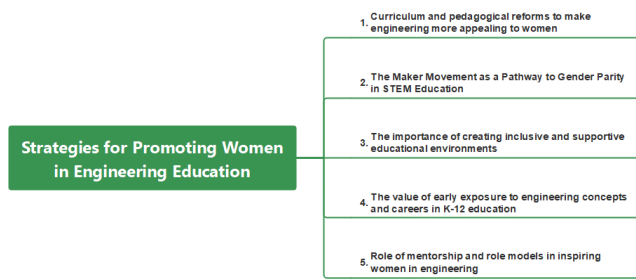 Strategies for Promoting Women
in Engineering Education
1. Curriculum and pedagogical reforms to make
engineering more appealing to women
2. The Maker Movement as a Pathway to Gender Parity
in STEM Education
3. The importance of creating inclusive and supportive
educational environments
4. The value of early exposure to engineering concepts
and careers in K-12 education
5. Role of mentorship and role models in inspiring
women in engineering